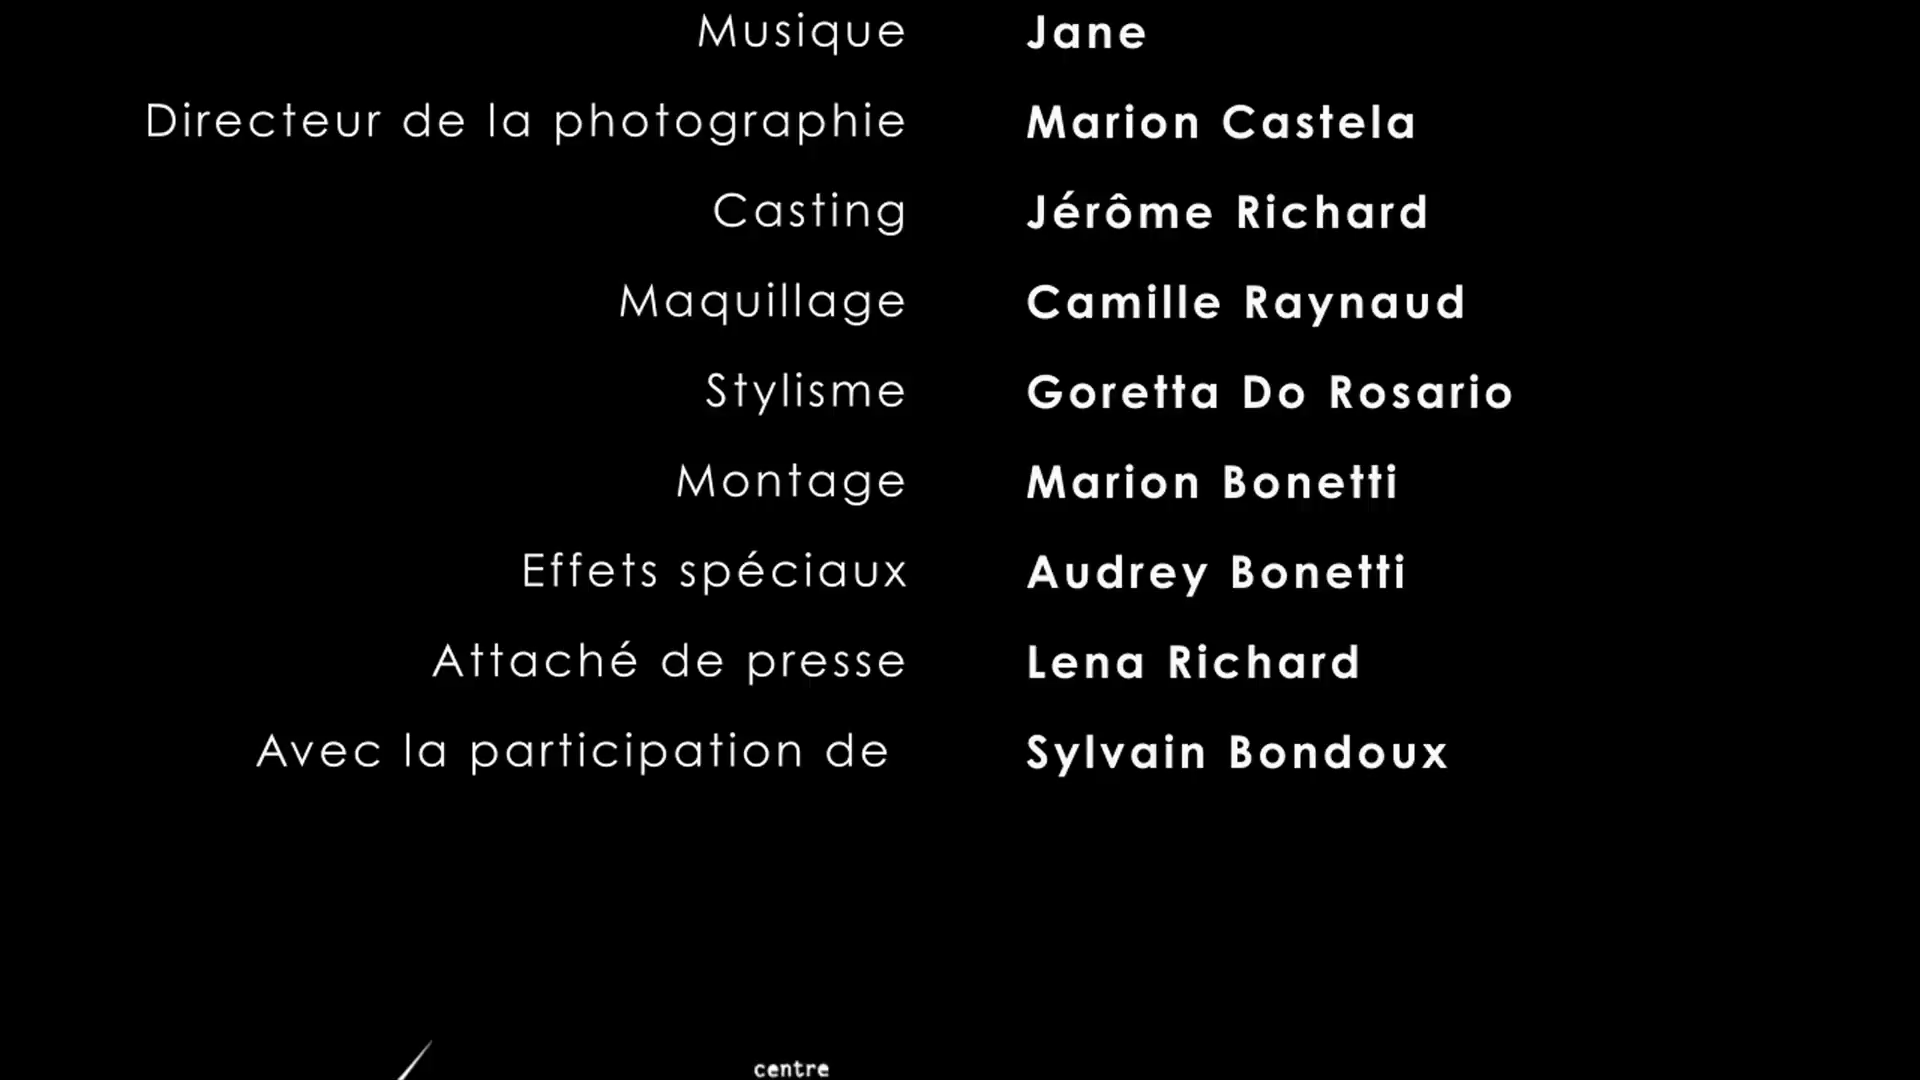 Musique Jane
Directeur de la photographie Marion Castela
Casting Jérôme Richard
Maquillage Camille Raynaud
Stylisme Goretta Do Rosario
Montage Marion Bonetti
Effets spéciaux Audrey Bonetti
Attaché de presse Lena Richard
Avec la participation de Sylvain Bondoux
centre